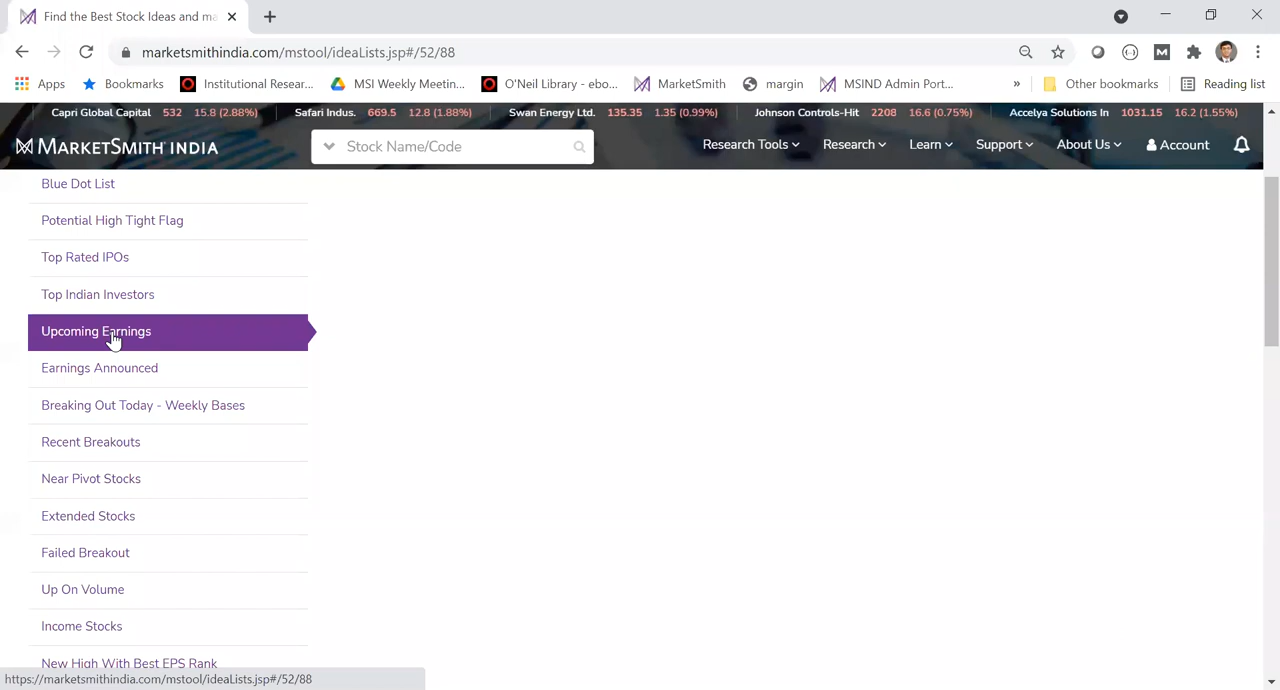 Find the Best Stock Ideas and ma
marketsmithindia.com/mstool/ideaLists.jsp#/52/88
Apps Bookmarks Institutional Resear... MSI Weekly Meetin... O'Neil Library - ebo... MarketSmith margin MSIND Admin Port... » Other bookmarks Reading list
Capri Global Capital 532 15.8 (2.88%) Safari Indus. 669.5 12.8 (1.88%) Swan Energy Ltd. 135.35 1.35 (0.99%) Johnson Controls-Hit 2208 16.6 (0.75%) Accelya Solutions In 1031.15 16.2 (1.55%)
MARKETSMITH INDIA Stock Name/Code Research Tools Research Learn Support About Us Account
Blue Dot List
Potential High Tight Flag
Top Rated IPOs
Top Indian Investors
Upcoming Earnings
Earnings Announced
Breaking Out Today - Weekly Bases
Recent Breakouts
Near Pivot Stocks
Extended Stocks
Failed Breakout
Up On Volume
Income Stocks
New High With Best EPS Rank
https://marketsmithindia.com/mstool/ideaLists.jsp#/52/88